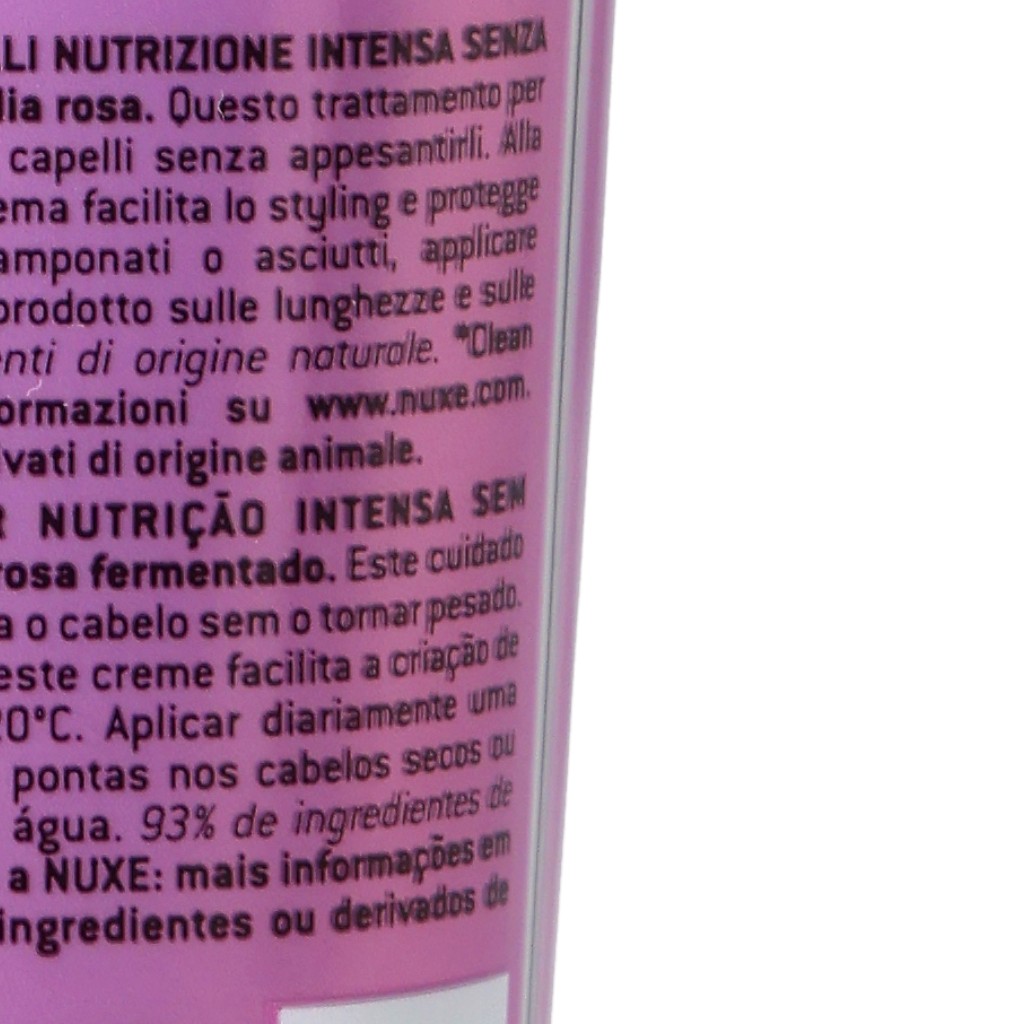 LI NUTRIZIONE INTENSA SENZA
lia rosa. Questo trattamento per
capelli senza appesantirli. Alla
ema facilita lo styling e protegge
amponati o asciutti, applicare
prodotto sulle lunghezze e sulle
enti di origine naturale. *Clean
ormazioni su www.nuxe.com.
vati di origine animale.
NUTRIÇÃO INTENSA SEM
rosa fermentado. Este cuidado
a o cabelo sem o tornar pesado.
este creme facilita a criação de
20°C. Aplicar diariamente uma
pontas nos cabelos secos ou
água. 93% de ingredientes de
a NUXE: mais informações em
ingredientes ou derivados de